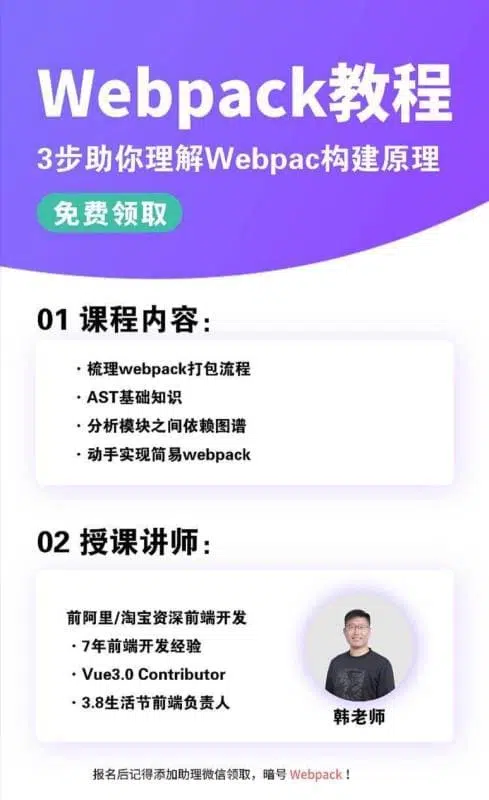 Webpack教程
3步助你理解Webpac构建原理
免费领取
01 课程内容：
· 梳理webpack打包流程
· AST基础知识
· 分析模块之间依赖图谱
· 动手实现简易webpack
02 授课讲师：
前阿里/淘宝资深前端开发
· 7年前端开发经验
· Vue3.0 Contributor
· 3.8生活节前端负责人
韩老师
报名后记得添加助理微信领取，暗号 Webpack！